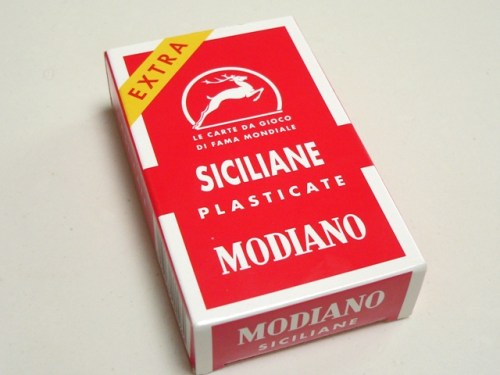 EXTRA
LE CARTE DA GIOCO
DI FAMA MONDIALE
SICILIANE
PLASTICATE
MODIANO
MODIANO
SICILIANE